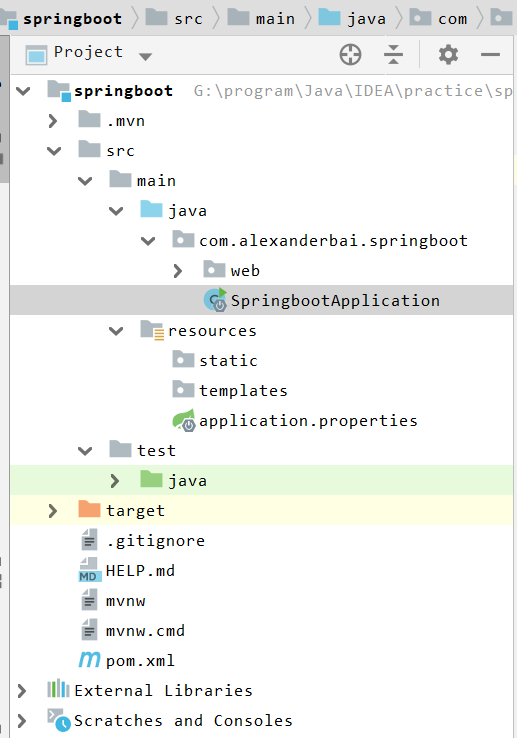 springboot src main java com
Project
springboot G:\program\Java\IDEA\practice\sp
.mvn
src
main
java
com.alexanderbai.springboot
web
SpringbootApplication
resources
static
templates
application.properties
test
java
target
.gitignore
HELP.md
mvnw
mvnw.cmd
pom.xml
External Libraries
Scratches and Consoles